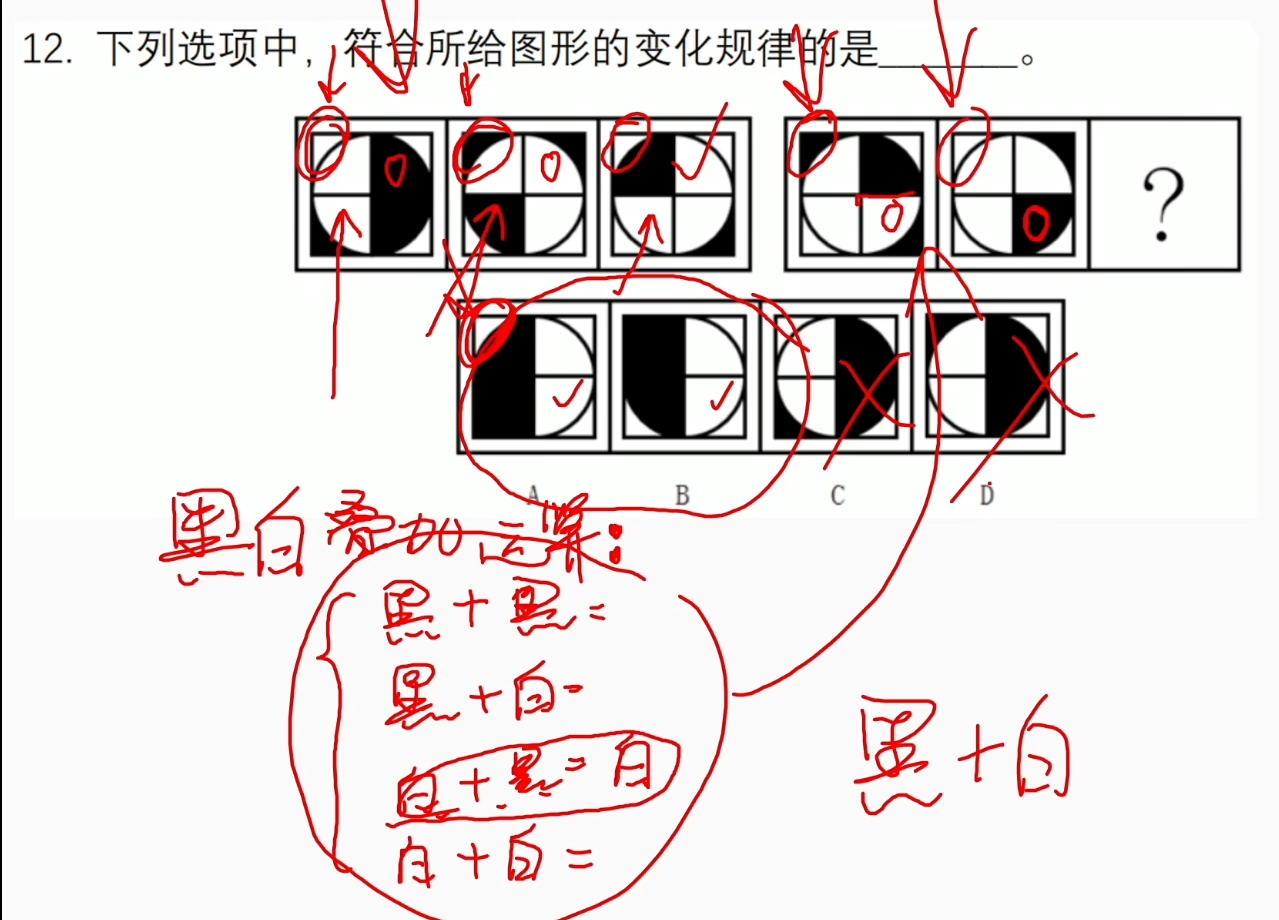 12. 下列选项中，符合所给图形的变化规律的是______。
?
A B C D
黑白叠加运算：
黑+黑=
黑+白=
白+黑=白
白+白=
黑+白